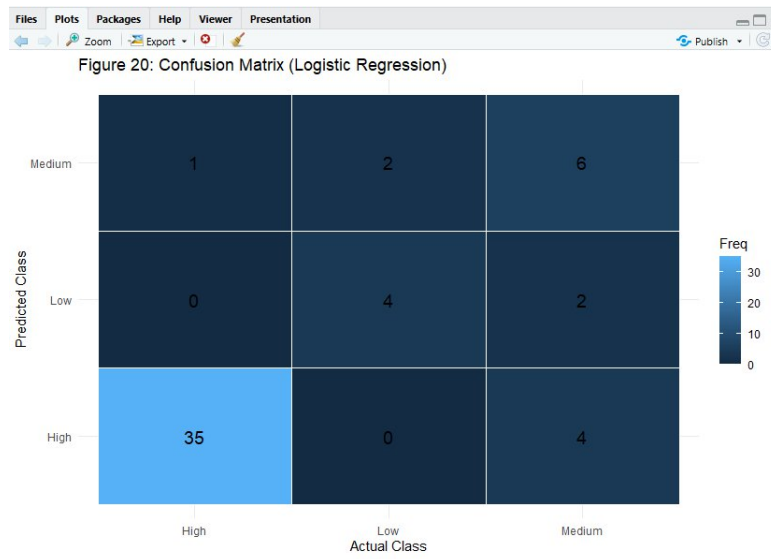 Files Plots Packages Help Viewer Presentation
Zoom Export Publish
Figure 20: Confusion Matrix (Logistic Regression)
Medium 1 2 6
Low 0 4 2
High 35 0 4
Predicted Class
Freq
30
20
10
0
High Low Medium
Actual Class